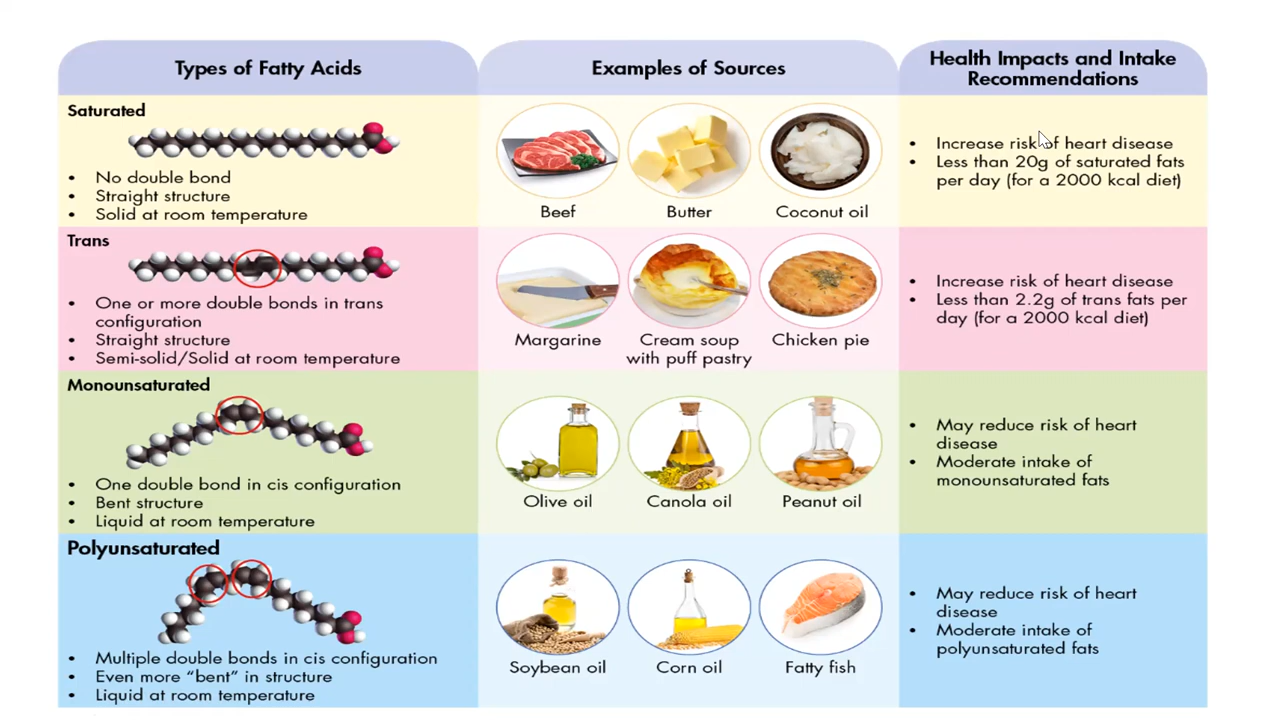 Types of Fatty Acids
Examples of Sources
Health Impacts and Intake
Recommendations
Saturated
• No double bond
• Straight structure
• Solid at room temperature
Beef
Butter
Coconut oil
• Increase risk of heart disease
• Less than 20g of saturated fats
per day (for a 2000 kcal diet)
Trans
• One or more double bonds in trans
configuration
• Straight structure
• Semi-solid/Solid at room temperature
Margarine
Cream soup
with puff pastry
Chicken pie
• Increase risk of heart disease
• Less than 2.2g of trans fats per
day (for a 2000 kcal diet)
Monounsaturated
• One double bond in cis configuration
• Bent structure
• Liquid at room temperature
Olive oil
Canola oil
Peanut oil
• May reduce risk of heart
disease
• Moderate intake of
monounsaturated fats
Polyunsaturated
• Multiple double bonds in cis configuration
• Even more “bent” in structure
• Liquid at room temperature
Soybean oil
Corn oil
Fatty fish
• May reduce risk of heart
disease
• Moderate intake of
polyunsaturated fats